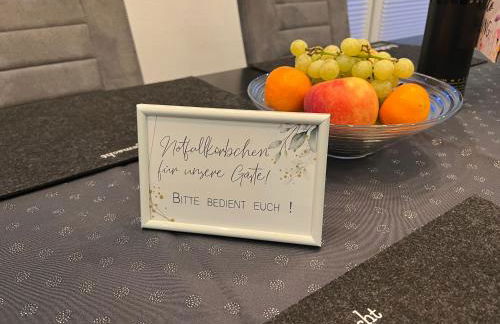 Notfallkörbchen
für unsere Gäste!
BITTE BEDIENT EUCH !